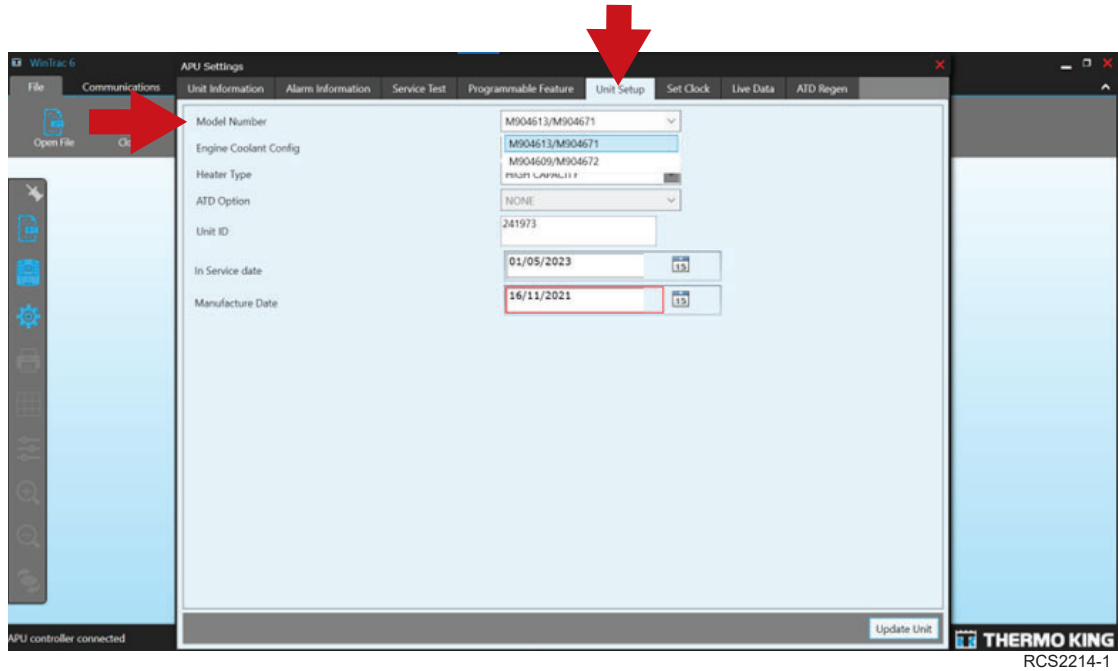 WinTrac 6
APU Settings
File Communications
Unit Information Alarm Information Service Test Programmable Feature Unit Setup Set Clock Live Data ATD Regen
Open File
Model Number M904613/M904671
M904613/M904671
Engine Coolant Config
M904609/M904672
Heater Type HIGH CAPACITY
ATD Option NONE
Unit ID 241973
In Service date 01/05/2023 15
Manufacture Date 16/11/2021 15
Update Unit
APU controller connected
THERMO KING
RCS2214-1